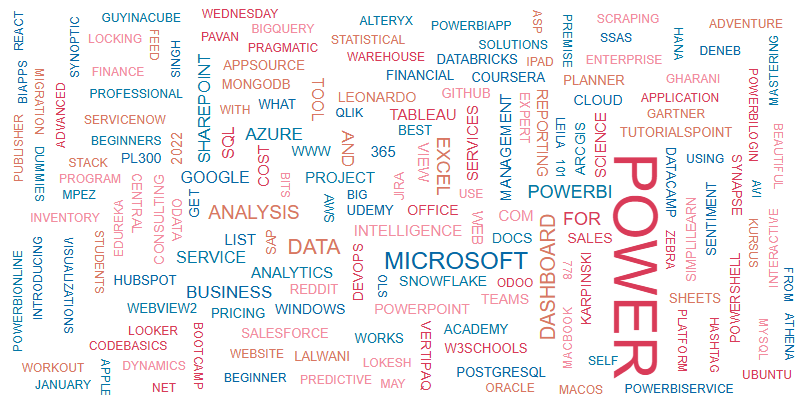 GUYINACUBE
WEDNESDAY
BIGQUERY
ALTERYX
POWERBIAPP
ASP
PREMISE
SCRAPING
ADVENTURE
REACT
BIAPPS
SYNOPTIC
LOCKING
FEED
SINGH
PAVAN
PRAGMATIC
STATISTICAL
SOLUTIONS
SSAS
HANA
DENEB
MASTERING
WAREHOUSE
DATABRICKS
IPAD
ENTERPRISE
FINANCE
APPSOURCE
FINANCIAL
COURSERA
PLANNER
GHARANI
MIGRATION
ADVANCED
PROFESSIONAL
SHAREPOINT
MONGODB
TOOL
LEONARDO
GITHUB
MANAGEMENT
EXPERT
REPORTING
CLOUD
APPLICATION
POWERBILOGIN
PUBLISHER
DUMMIES
SERVICENOW
WITH
WHAT
QLIK
TABLEAU
SERVICES
LEILA
101
ARCGIS
SCIENCE
GARTNER
BEAUTIFUL
BEGINNERS
2022
SQL
AZURE
AND
BEST
VIEW
EXCEL
TUTORIALSPOINT
STACK
PL300
COST
WWW
365
DATACAMP
USING
SYNAPSE
PROGRAM
GOOGLE
BITS
PROJECT
JIRA
POWERBI
POWER
AVI
MPEZ
CENTRAL
CONSULTING
ODATA
GET
AWS
BIG
USE
SIMPLILEARN
SENTIMENT
INVENTORY
EDUREKA
ANALYSIS
UDEMY
OFFICE
WEB
COM
DASHBOARD
FOR
KURSUS
INTERACTIVE
STUDENTS
LIST
SAP
DATA
INTELLIGENCE
DOCS
SALES
ZEBRA
POWERBIONLINE
INTRODUCING
VISUALIZATIONS
SERVICE
DEVOPS
MICROSOFT
778
KARPINSKI
POWERSHELL
FROM
HUBSPOT
ANALYTICS
OLS
SNOWFLAKE
ODOO
BUSINESS
REDDIT
TEAMS
SHEETS
WEBVIEW2
PRICING
WINDOWS
POWERPOINT
MACBOOK
PLATFORM
HASHTAG
MYSQL
ATHENA
LOOKER
BOOTCAMP
SALESFORCE
WORKS
VERTIPAQ
ACADEMY
CODEBASICS
WEBSITE
LALWANI
W3SCHOOLS
WORKOUT
APPLE
DYNAMICS
LOKESH
POSTGRESQL
SELF
UBUNTU
JANUARY
NET
BEGINNER
PREDICTIVE
MAY
ORACLE
MACOS
POWERBISERVICE